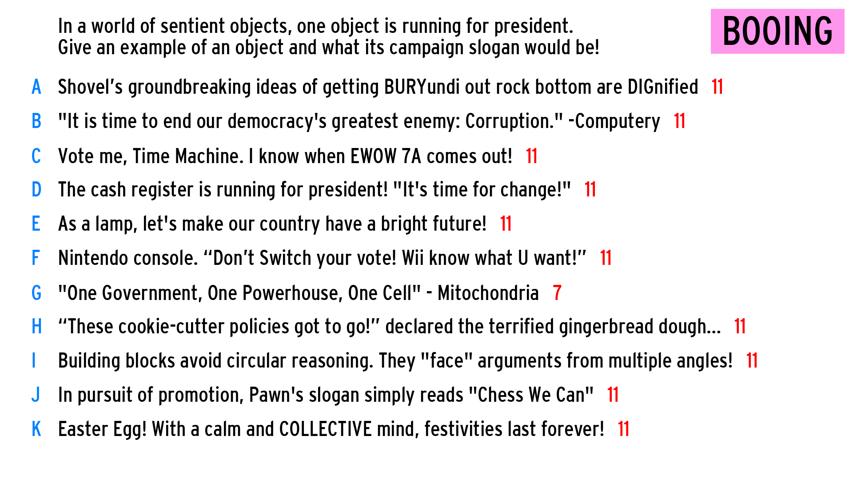 In a world of sentient objects, one object is running for president.
Give an example of an object and what its campaign slogan would be!
BOOING
A Shovel's groundbreaking ideas of getting BURYundi out rock bottom are DIGnified 11
B "It is time to end our democracy's greatest enemy: Corruption." -Computery 11
C Vote me, Time Machine. I know when EWOW 7A comes out! 11
D The cash register is running for president! "It's time for change!" 11
E As a lamp, let's make our country have a bright future! 11
F Nintendo console. “Don’t Switch your vote! Wii know what U want!” 11
G "One Government, One Powerhouse, One Cell" - Mitochondria 7
H “These cookie-cutter policies got to go!” declared the terrified gingerbread dough... 11
I Building blocks avoid circular reasoning. They "face" arguments from multiple angles! 11
J In pursuit of promotion, Pawn's slogan simply reads "Chess We Can" 11
K Easter Egg! With a calm and COLLECTIVE mind, festivities last forever! 11